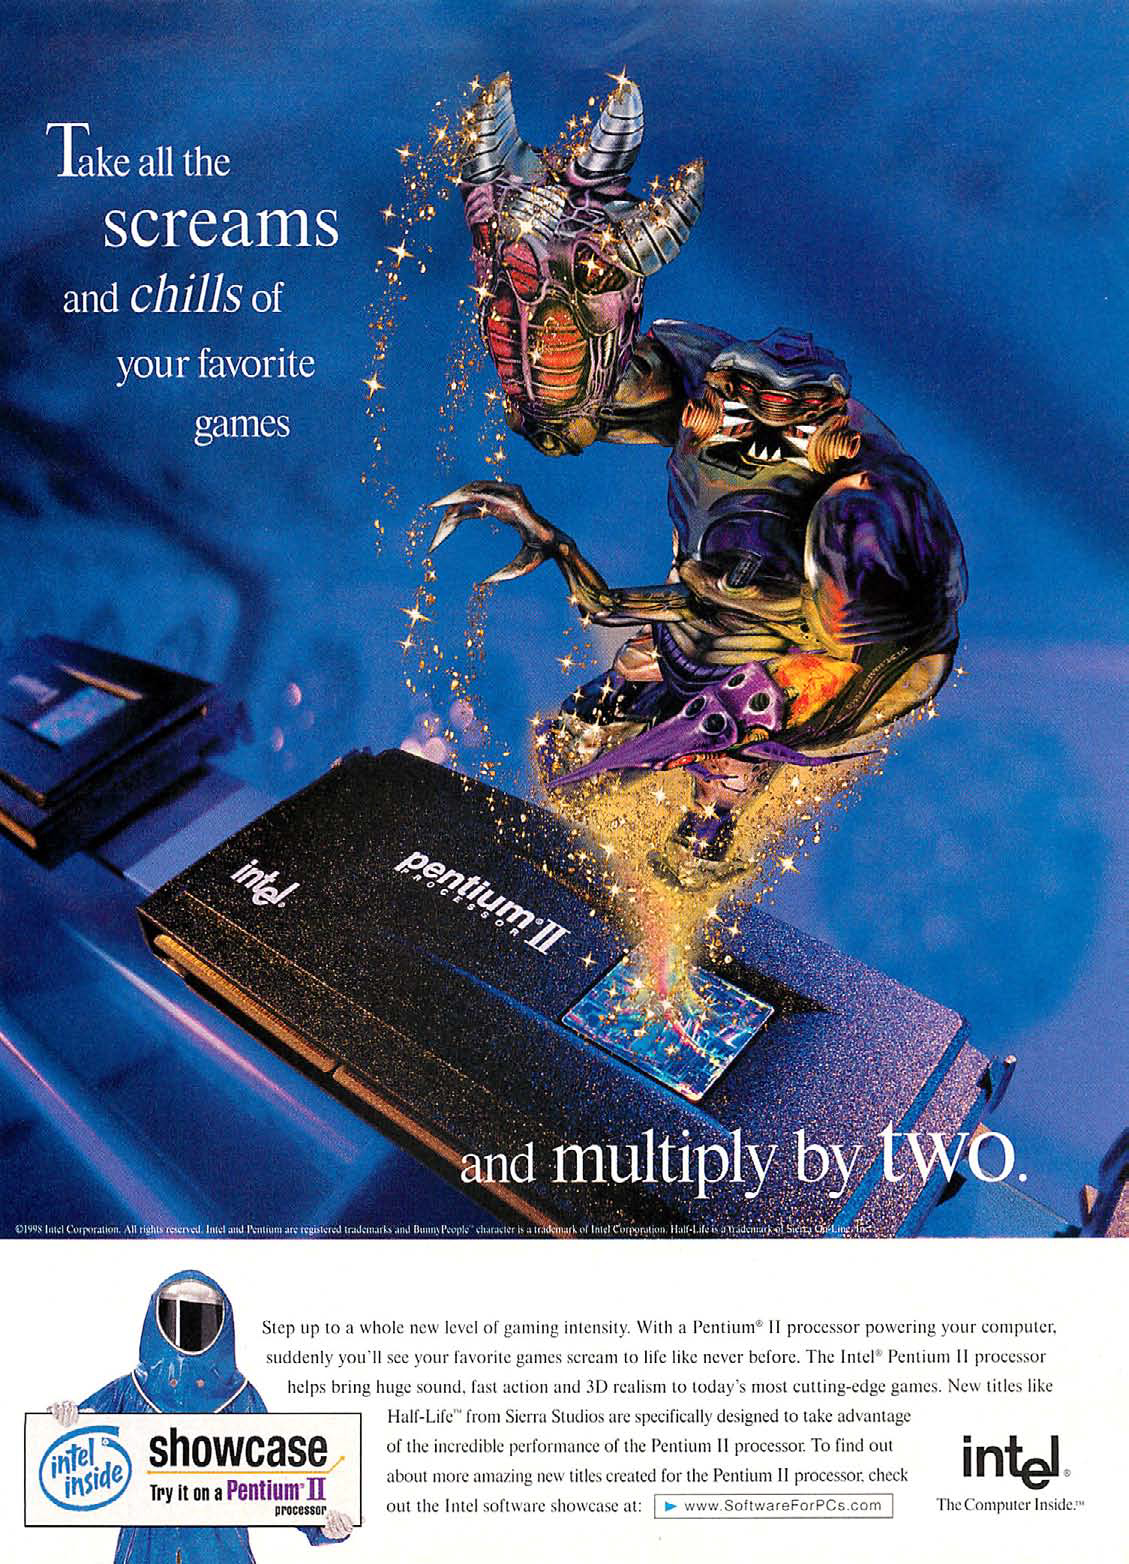 Take all the
screams
and chills of
your favorite
games
intel®
pentium® II
PROCESSOR
and multiply by two.
©1998 Intel Corporation. All rights reserved. Intel and Pentium are registered trademarks and BunnyPeople™ character is a trademark of Intel Corporation. Half-Life is a trademark of Sierra On-Line, Inc.
Step up to a whole new level of gaming intensity. With a Pentium® II processor powering your computer,
suddenly you'll see your favorite games scream to life like never before. The Intel® Pentium II processor
helps bring huge sound, fast action and 3D realism to today's most cutting-edge games. New titles like
Half-Life™ from Sierra Studios are specifically designed to take advantage
of the incredible performance of the Pentium II processor. To find out
about more amazing new titles created for the Pentium II processor, check
out the Intel software showcase at: ▶ www.SoftwareForPCs.com
intel®
inside
showcase
Try it on a Pentium® II
processor
intel®
The Computer Inside.™